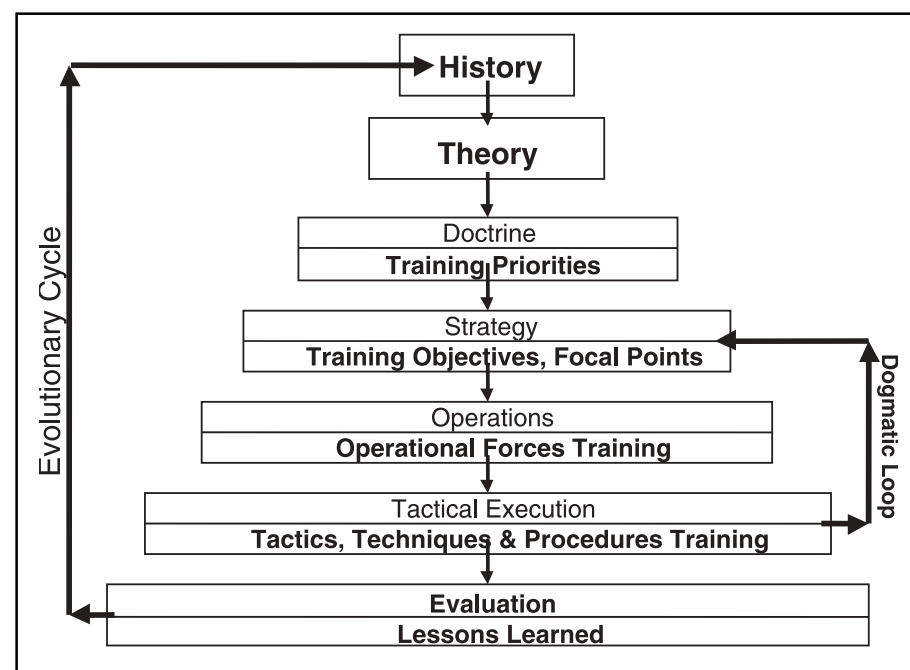 History
Theory
Doctrine
Training Priorities
Strategy
Training Objectives, Focal Points
Operations
Operational Forces Training
Tactical Execution
Tactics, Techniques & Procedures Training
Evaluation
Lessons Learned
Evolutionary Cycle
Dogmatic Loop